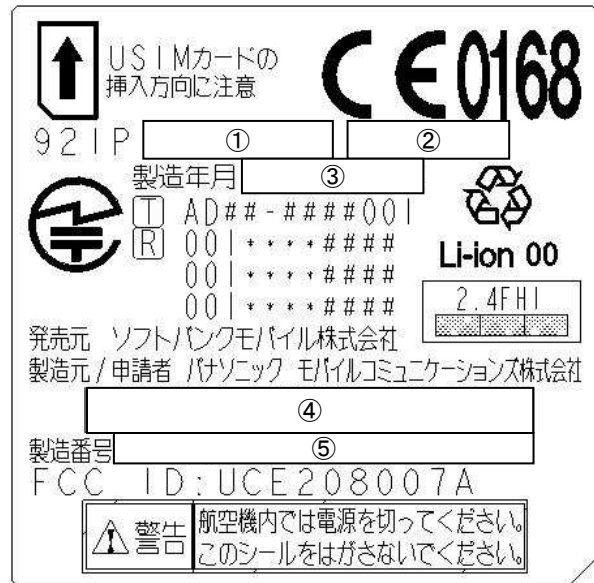 USIMカードの
挿入方向に注意
CE0168
921P ① ②
製造年月 ③
T AD##-####001
R 001****####
001****####
001****####
Li-ion 00
2.4FH1
発売元 ソフトバンクモバイル株式会社
製造元/申請者 パナソニック モバイルコミュニケーションズ株式会社
④
製造番号 ⑤
FCC ID:UCE208007A
警告
航空機内では電源を切ってください。
このシールをはがさないでください。